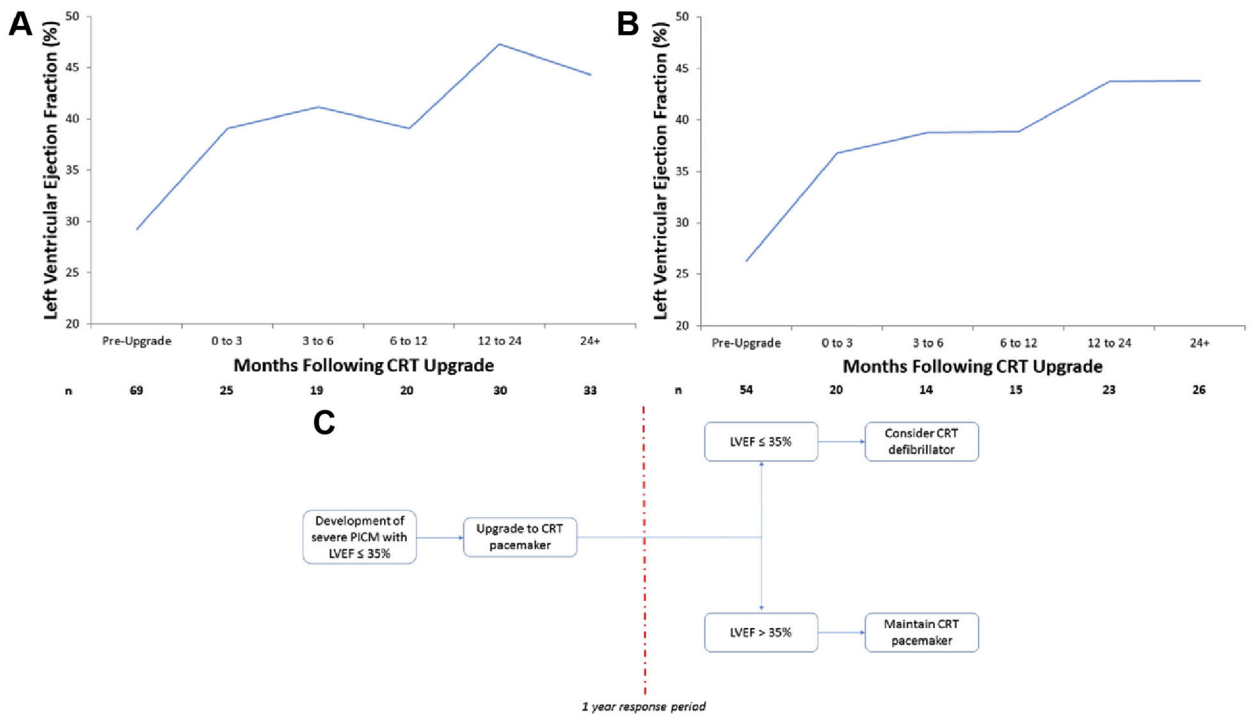 A
Left Ventricular Ejection Fraction (%)
50
45
40
35
30
25
20
Pre-Upgrade 0 to 3 3 to 6 6 to 12 12 to 24 24+
Months Following CRT Upgrade
n 69 25 19 20 30 33
B
Left Ventricular Ejection Fraction (%)
50
45
40
35
30
25
20
Pre-Upgrade 0 to 3 3 to 6 6 to 12 12 to 24 24+
Months Following CRT Upgrade
n 54 20 14 15 23 26
C
Development of
severe PICM with
LVEF ≤ 35%
Upgrade to CRT
pacemaker
LVEF ≤ 35%
Consider CRT
defibrillator
LVEF > 35%
Maintain CRT
pacemaker
1 year response period